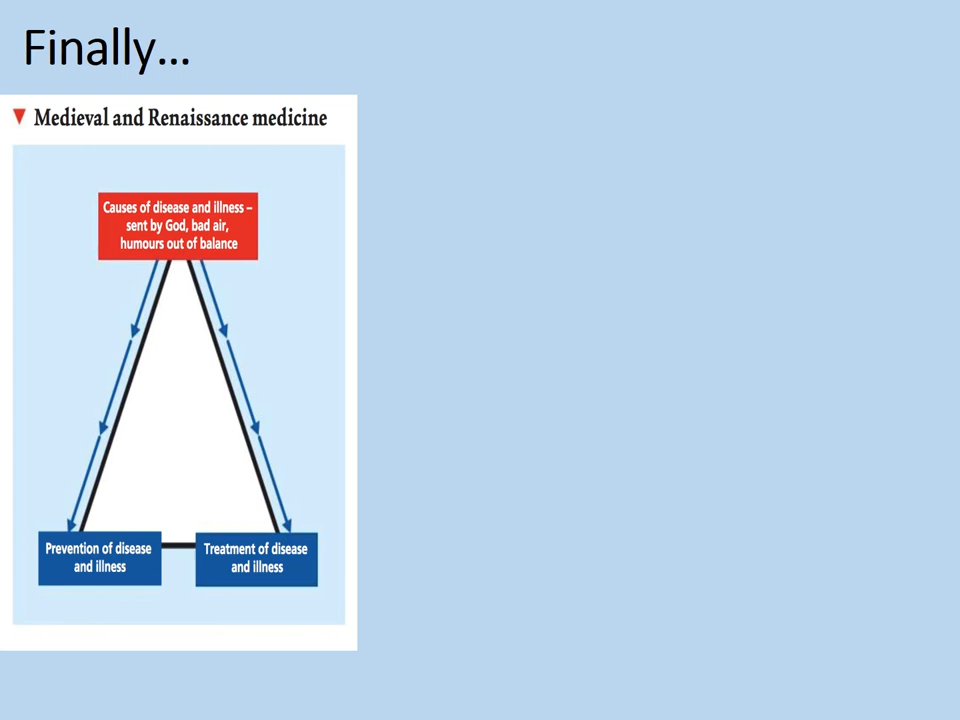 Finally…
▼ Medieval and Renaissance medicine
Causes of disease and illness –
sent by God, bad air,
humours out of balance
Prevention of disease
and illness
Treatment of disease
and illness